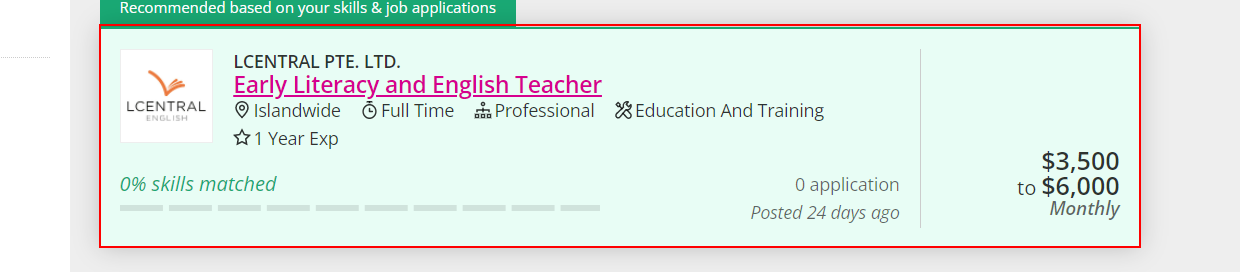 Recommended based on your skills & job applications
LCENTRAL PTE. LTD.
Early Literacy and English Teacher
Islandwide Full Time Professional Education And Training
1 Year Exp
LCENTRAL
ENGLISH
0% skills matched
0 application
Posted 24 days ago
$3,500
to $6,000
Monthly